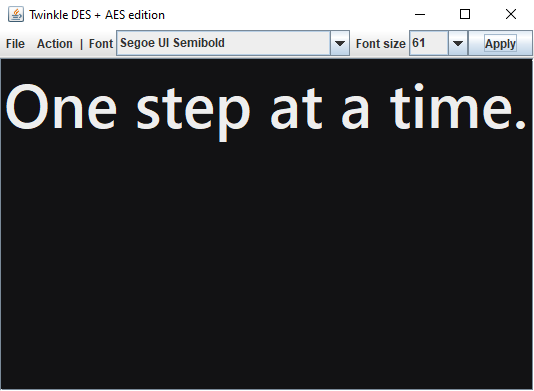 Twinkle DES + AES edition
File Action | Font Segoe UI Semibold Font size 61 Apply
One step at a time.